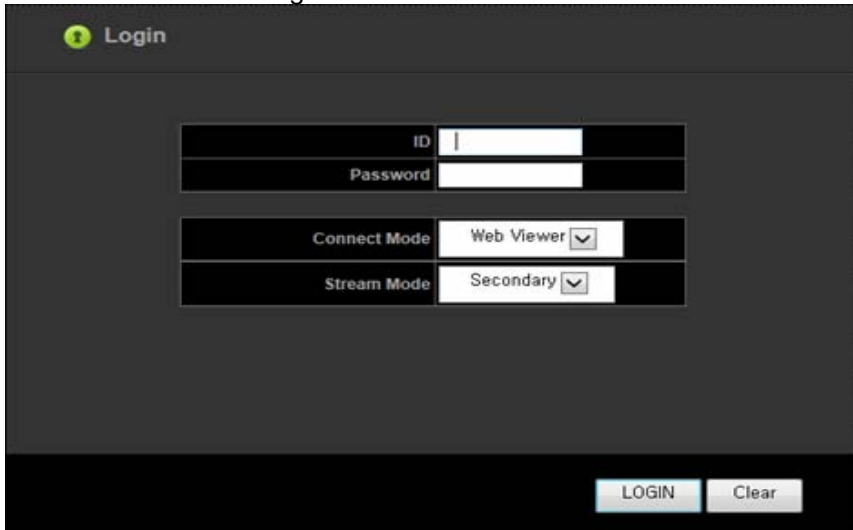 Login
ID
Password
Connect Mode Web Viewer
Stream Mode Secondary
LOGIN Clear